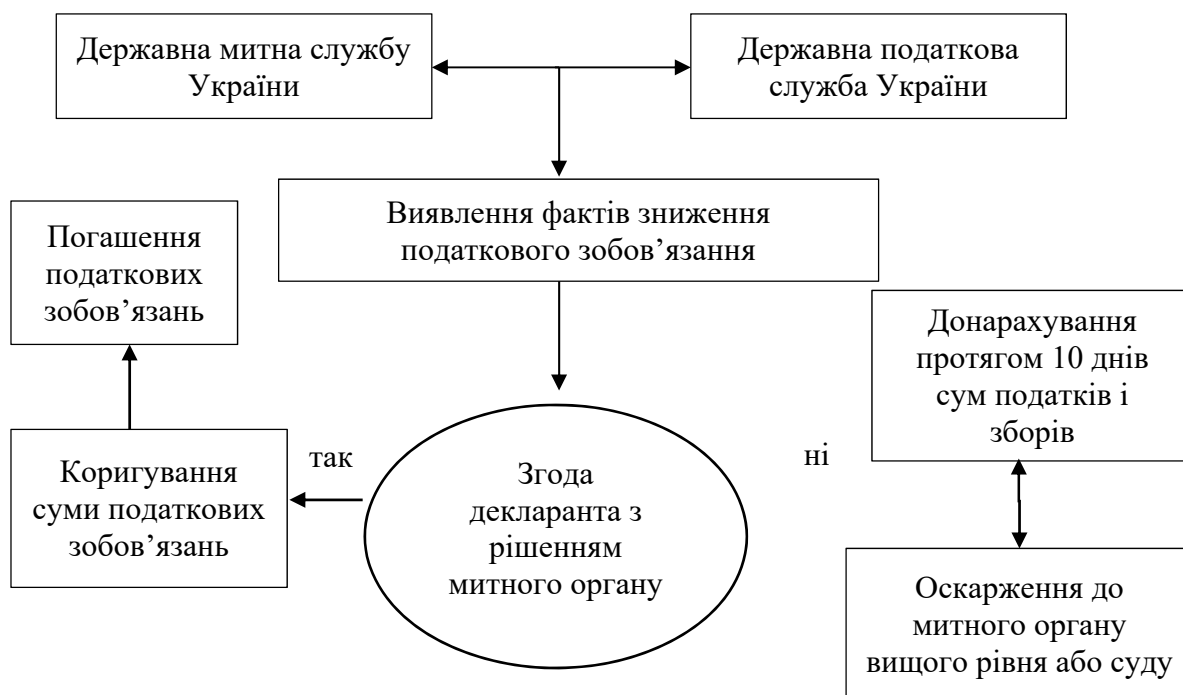 Державна митна службу
України
Державна податкова
служба України
Виявлення фактів зниження
податкового зобов’язання
Погашення
податкових
зобов’язань
Донарахування
протягом 10 днів
сум податків і
зборів
Коригування
суми податкових
зобов’язань
так
Згода
декларанта з
рішенням
митного органу
ні
Оскарження до
митного органу
вищого рівня або суду